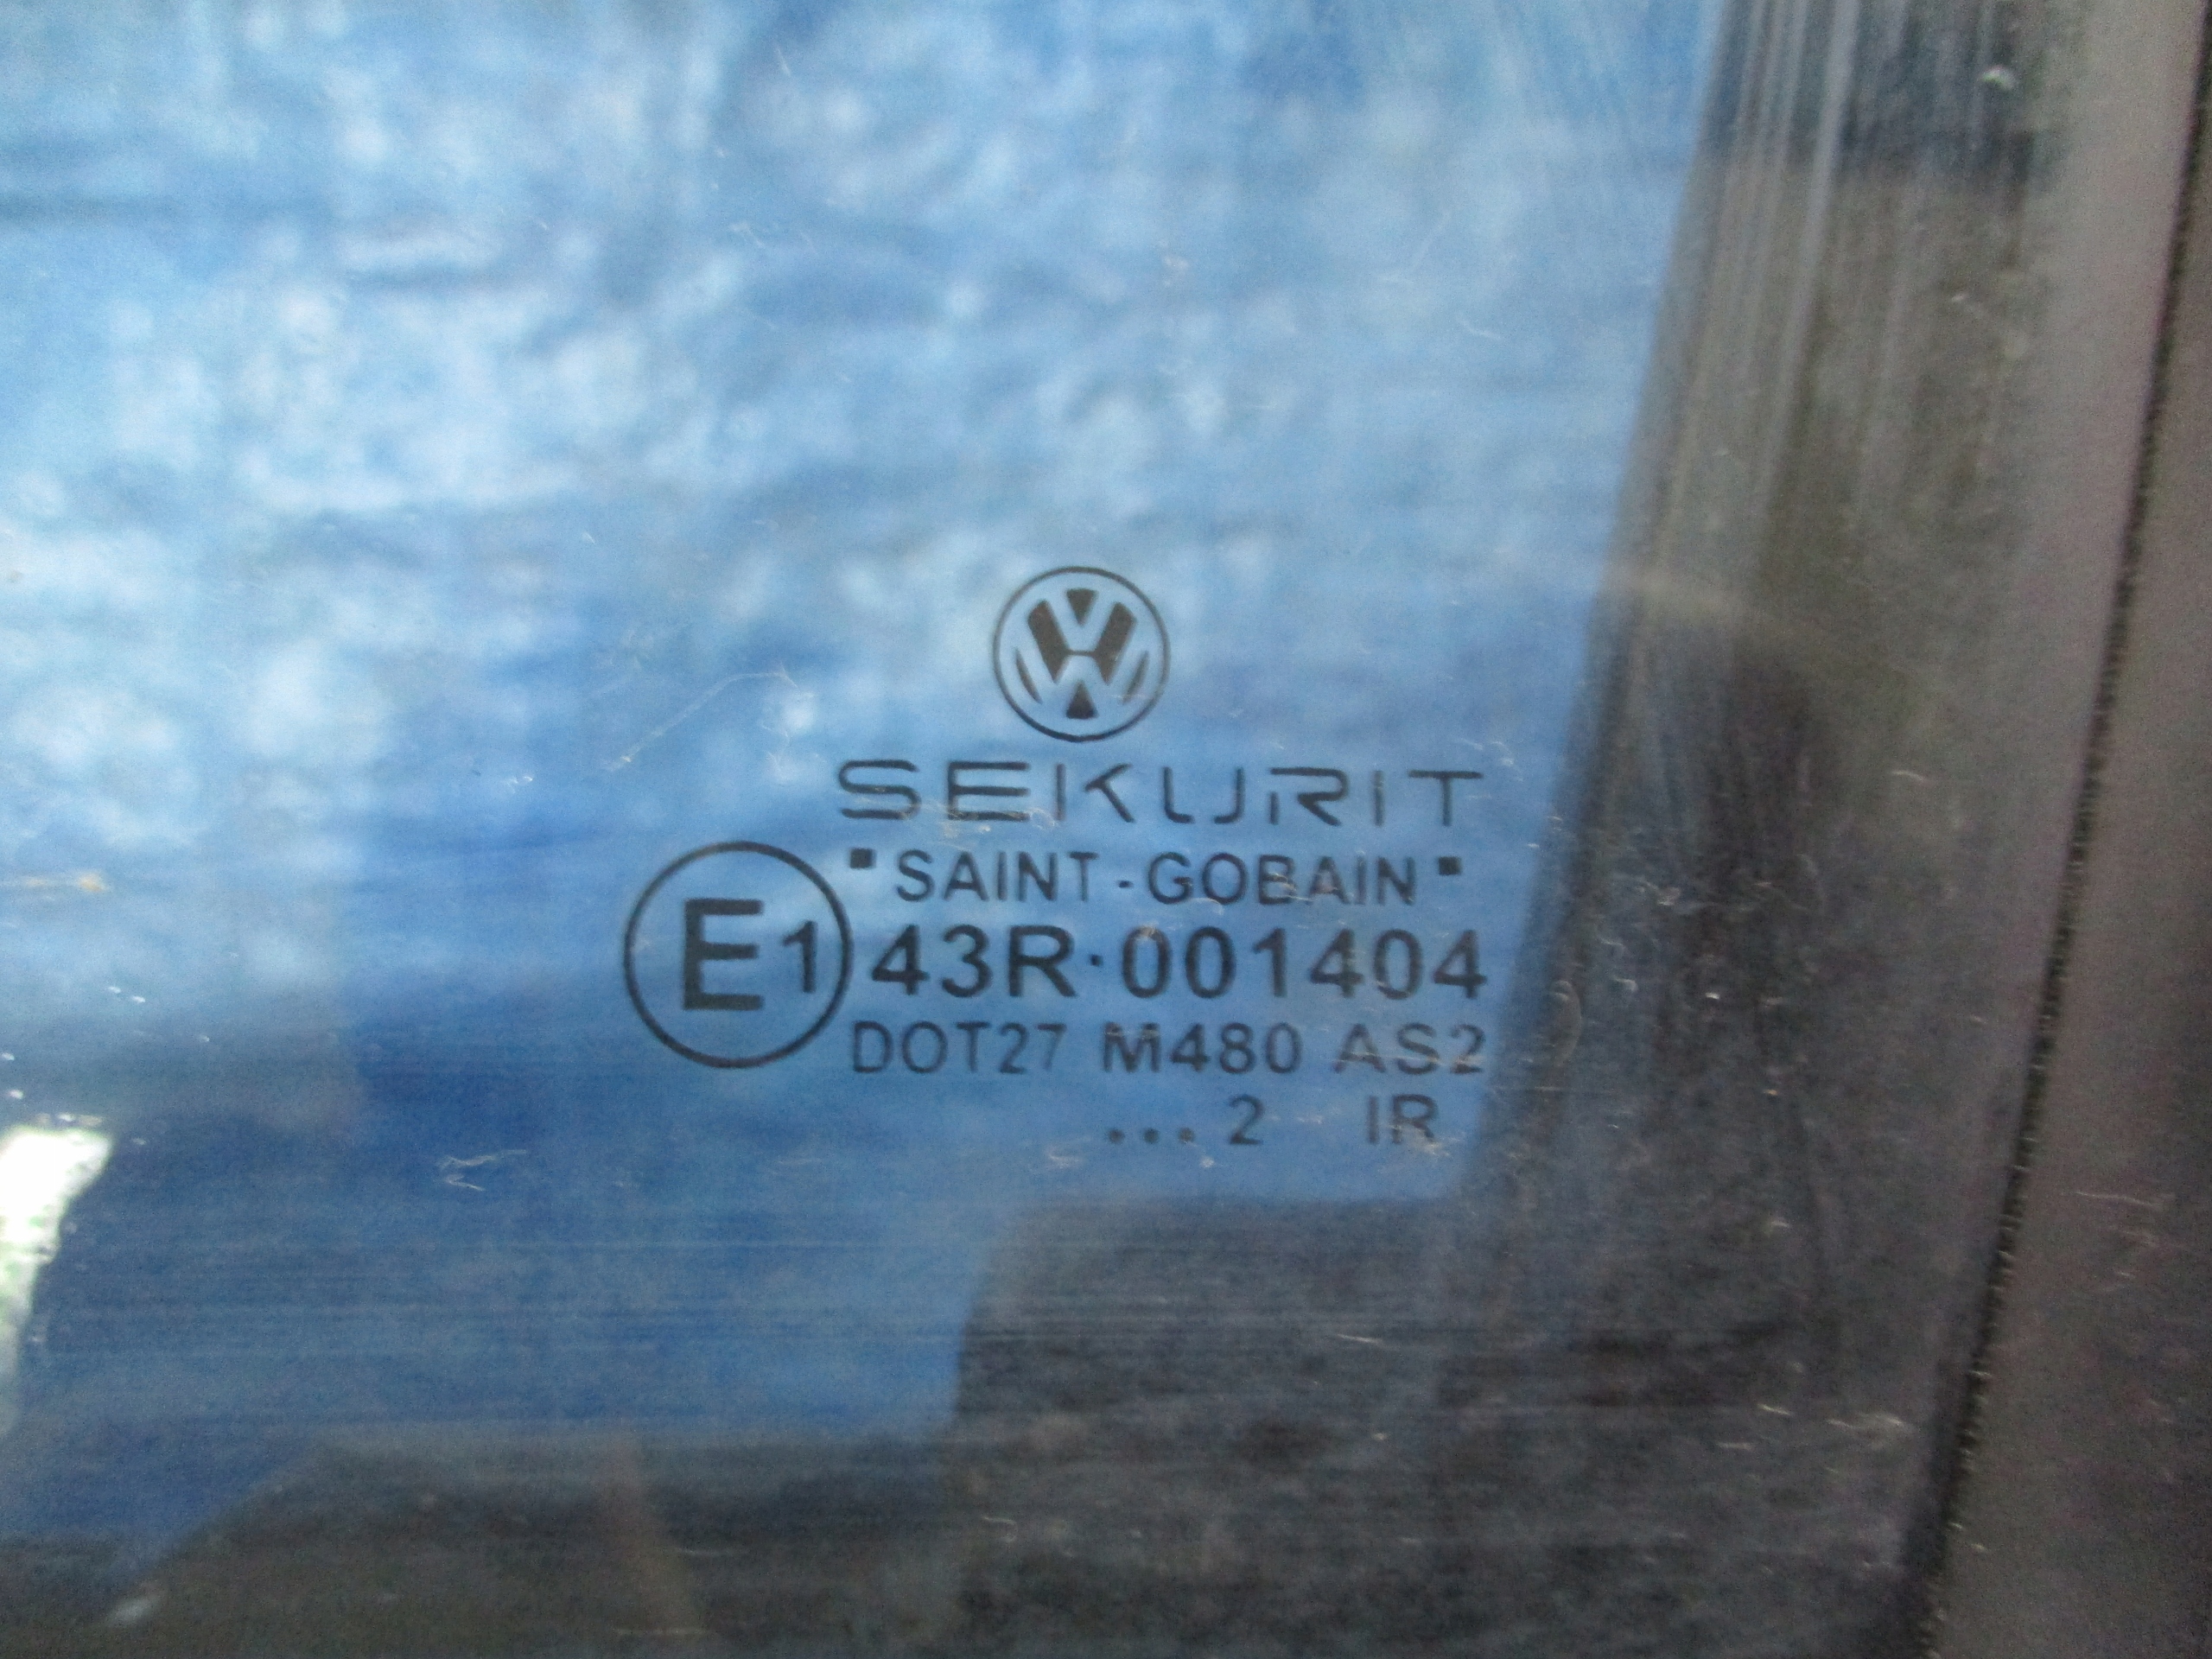 SEKURIT
"SAINT-GOBAIN"
E1 43R·001404
DOT27 M480 AS2
...2 IR